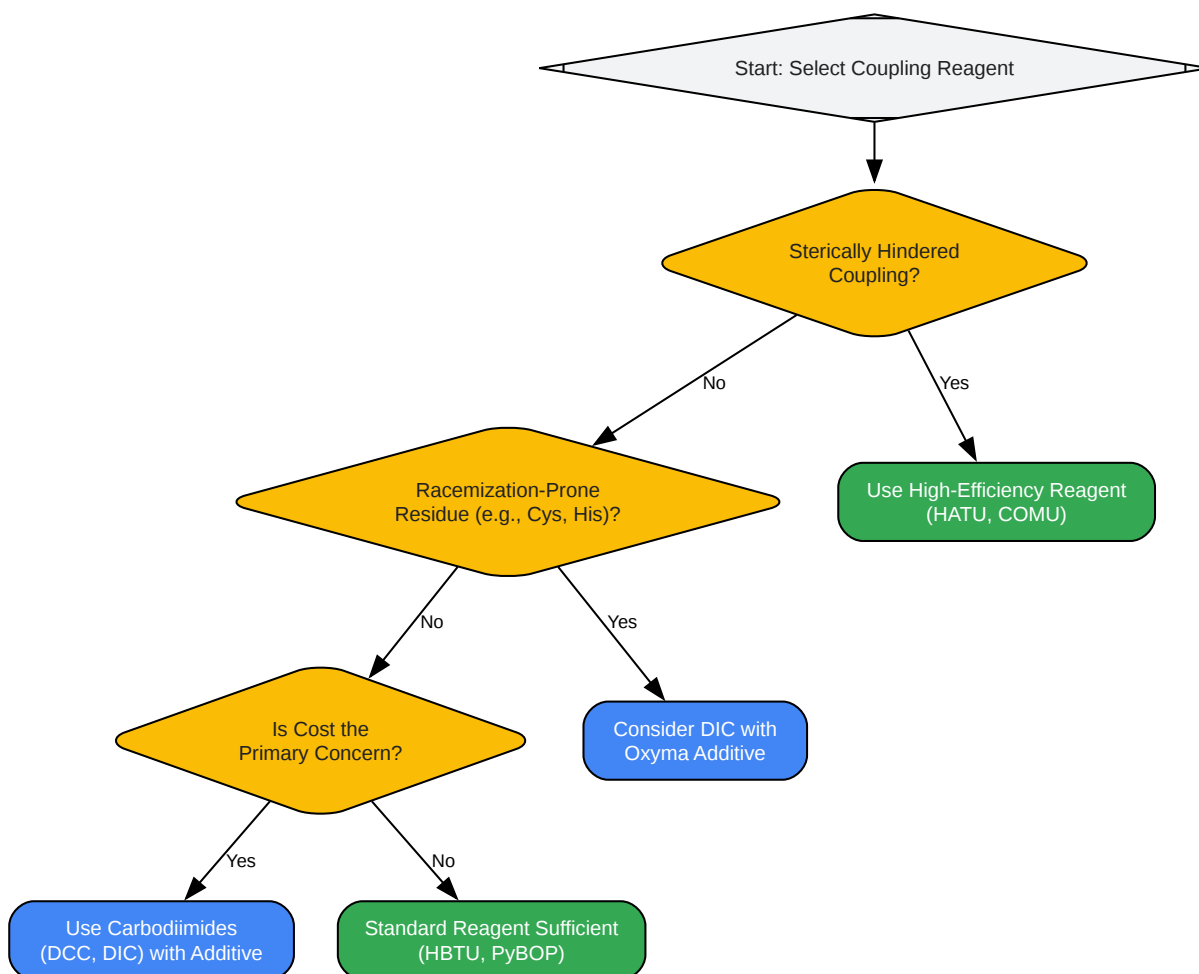 Start: Select Coupling Reagent
Sterically Hindered
Coupling?
No
Yes
Racemization-Prone
Residue (e.g., Cys, His)?
Use High-Efficiency Reagent
(HATU, COMU)
No
Yes
Is Cost the
Primary Concern?
Consider DIC with
Oxyma Additive
Yes
No
Use Carbodiimides
(DCC, DIC) with Additive
Standard Reagent Sufficient
(HBTU, PyBOP)